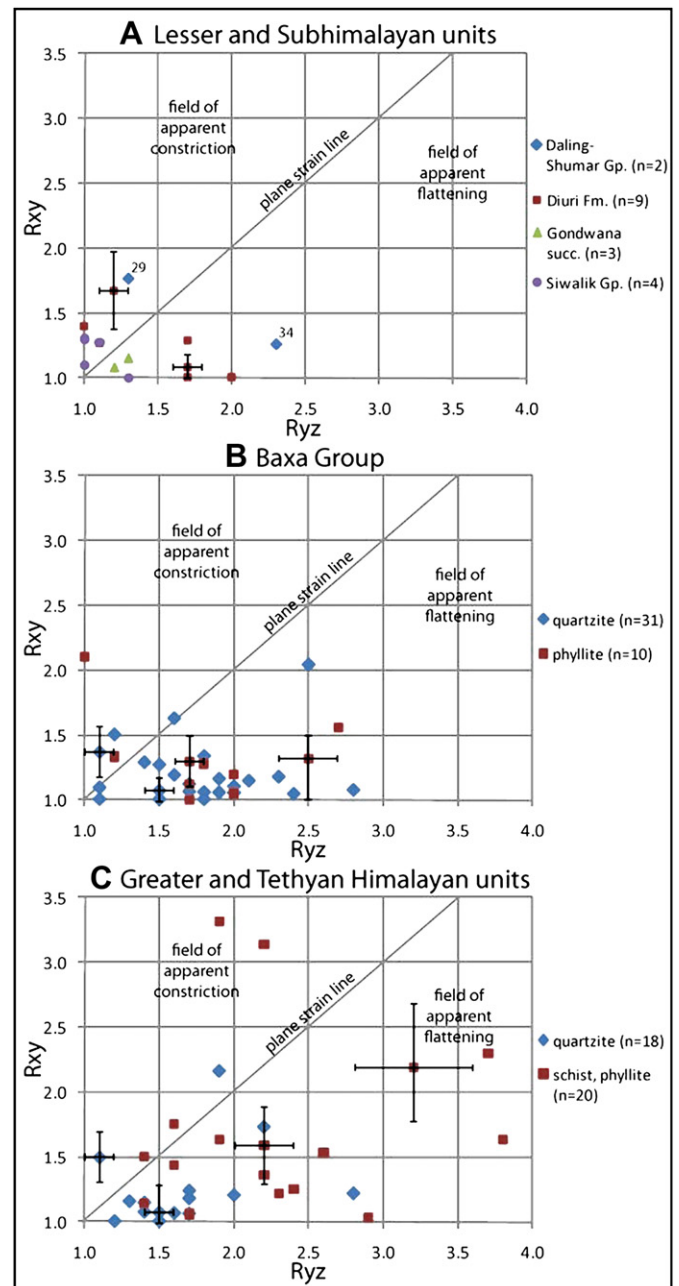 A Lesser and Subhimalayan units
3.5
3.0
2.5
2.0
1.5
1.0
Rxy
field of
apparent
constriction
plane strain line
field of
apparent
flattening
29
34
1.0 1.5 2.0 2.5 3.0 3.5 4.0
Ryz
Daling-
Shumar Gp. (n=2)
Diuri Fm. (n=9)
Gondwana
succ. (n=3)
Siwalik Gp. (n=4)
B Baxa Group
3.5
3.0
2.5
2.0
1.5
1.0
Rxy
field of
apparent
constriction
plane strain line
field of
apparent
flattening
1.0 1.5 2.0 2.5 3.0 3.5 4.0
Ryz
quartzite (n=31)
phyllite (n=10)
C Greater and Tethyan Himalayan units
3.5
3.0
2.5
2.0
1.5
1.0
Rxy
field of
apparent
constriction
plane strain line
field of
apparent
flattening
1.0 1.5 2.0 2.5 3.0 3.5 4.0
Ryz
quartzite (n=18)
schist, phyllite
(n=20)